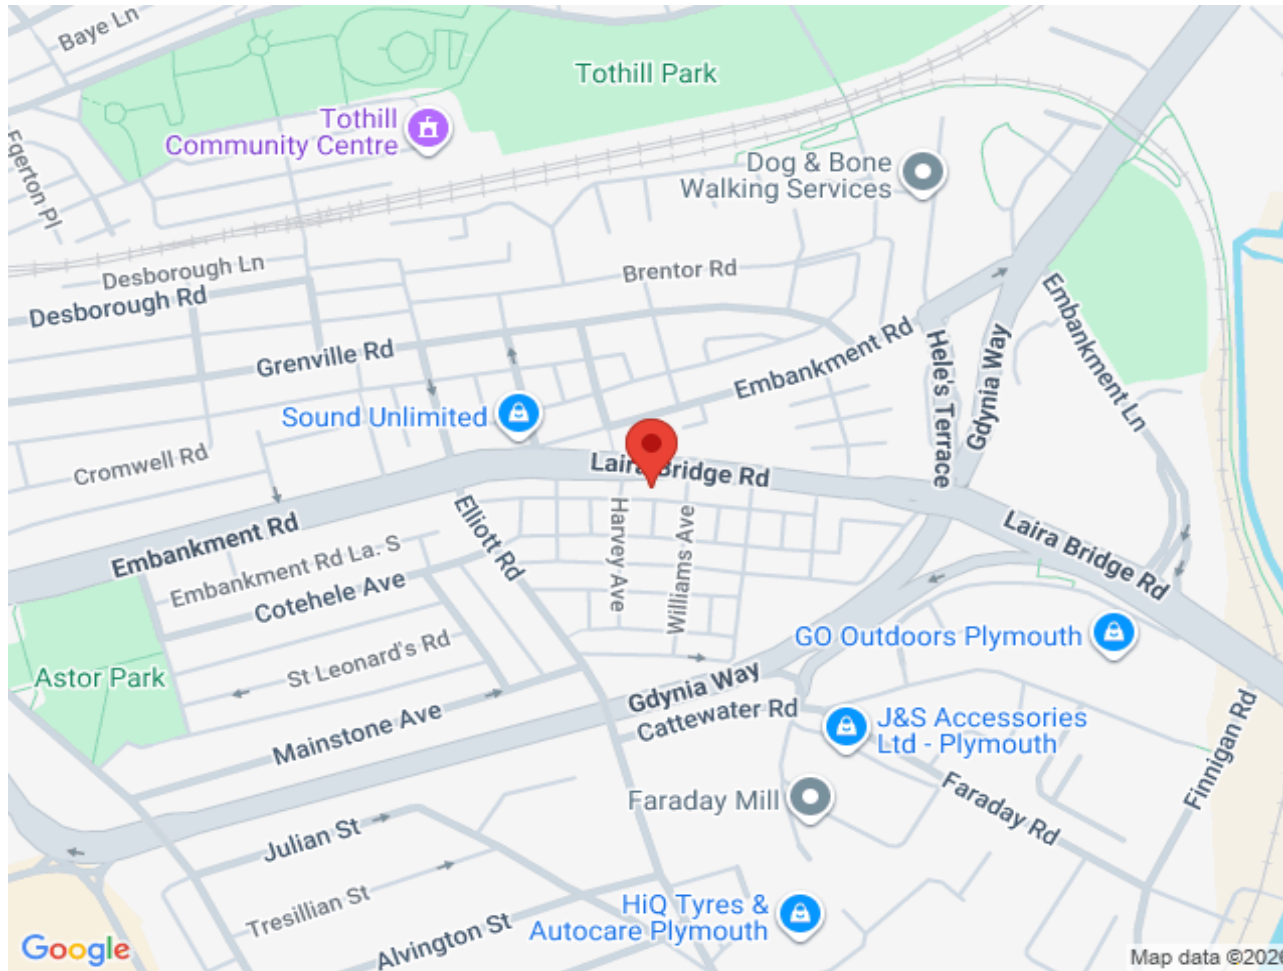 Baye Ln
Tothill Park
Tothill
Community Centre
Egerton Pl
Dog & Bone
Walking Services
Desborough Ln
Desborough Rd
Brentor Rd
Embankment Ln
Grenville Rd
Embankment Rd
Hele's Terrace
Gdynia Way
Sound Unlimited
Cromwell Rd
Laira Bridge Rd
Embankment Rd
Elliott Rd
Harvey Ave
Williams Ave
Laira Bridge Rd
Embankment Rd La. S
Cotehele Ave
GO Outdoors Plymouth
St Leonard's Rd
Astor Park
Gdynia Way
Cattewater Rd
Mainstone Ave
J&S Accessories
Ltd - Plymouth
Finnigan Rd
Faraday Mill
Faraday Rd
Julian St
Tresillian St
HiQ Tyres &
Autocare Plymouth
Alvington St
Google
Map data ©202